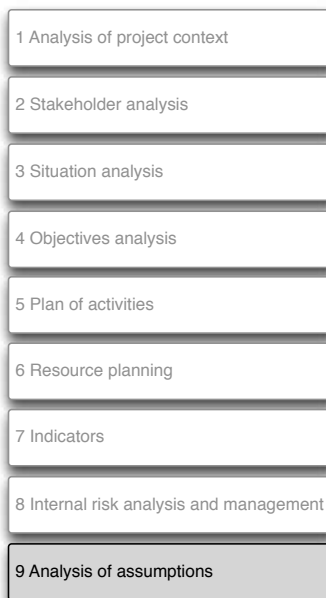 1 Analysis of project context
2 Stakeholder analysis
3 Situation analysis
4 Objectives analysis
5 Plan of activities
6 Resource planning
7 Indicators
8 Internal risk analysis and management
9 Analysis of assumptions